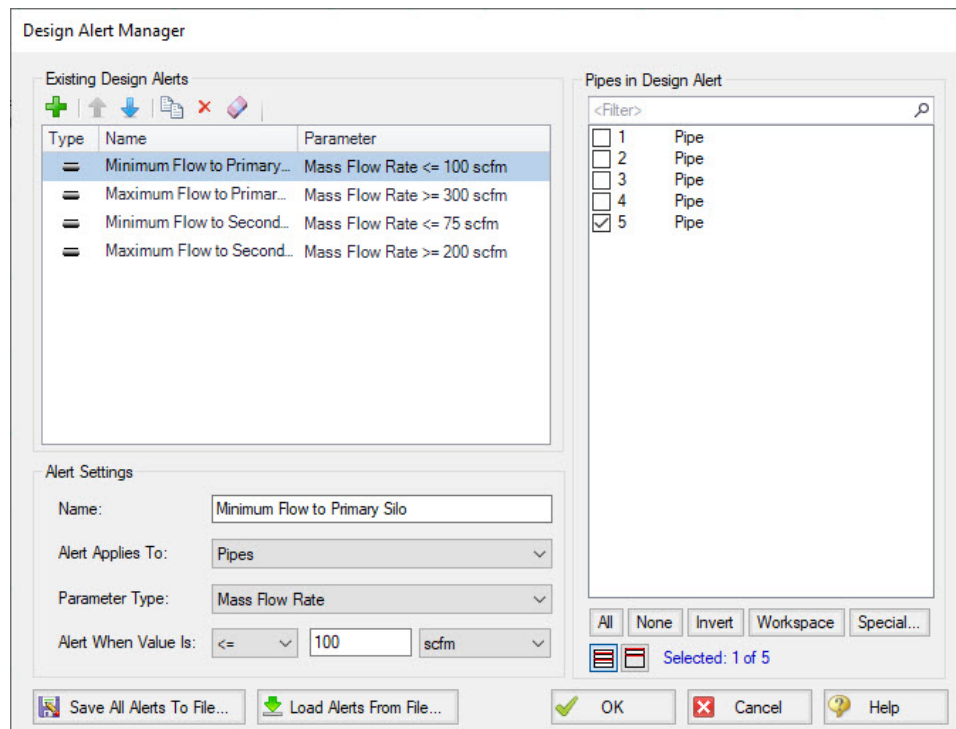 Design Alert Manager
Existing Design Alerts
Type Name Parameter
Minimum Flow to Primary... Mass Flow Rate <= 100 scfm
Maximum Flow to Primar... Mass Flow Rate >= 300 scfm
Minimum Flow to Second... Mass Flow Rate <= 75 scfm
Maximum Flow to Second... Mass Flow Rate >= 200 scfm
Alert Settings
Name: Minimum Flow to Primary Silo
Alert Applies To: Pipes
Parameter Type: Mass Flow Rate
Alert When Value Is: <= 100 scfm
Pipes in Design Alert
<Filter>
1 Pipe
2 Pipe
3 Pipe
4 Pipe
5 Pipe
All None Invert Workspace Special...
Selected: 1 of 5
Save All Alerts To File... Load Alerts From File... OK Cancel Help